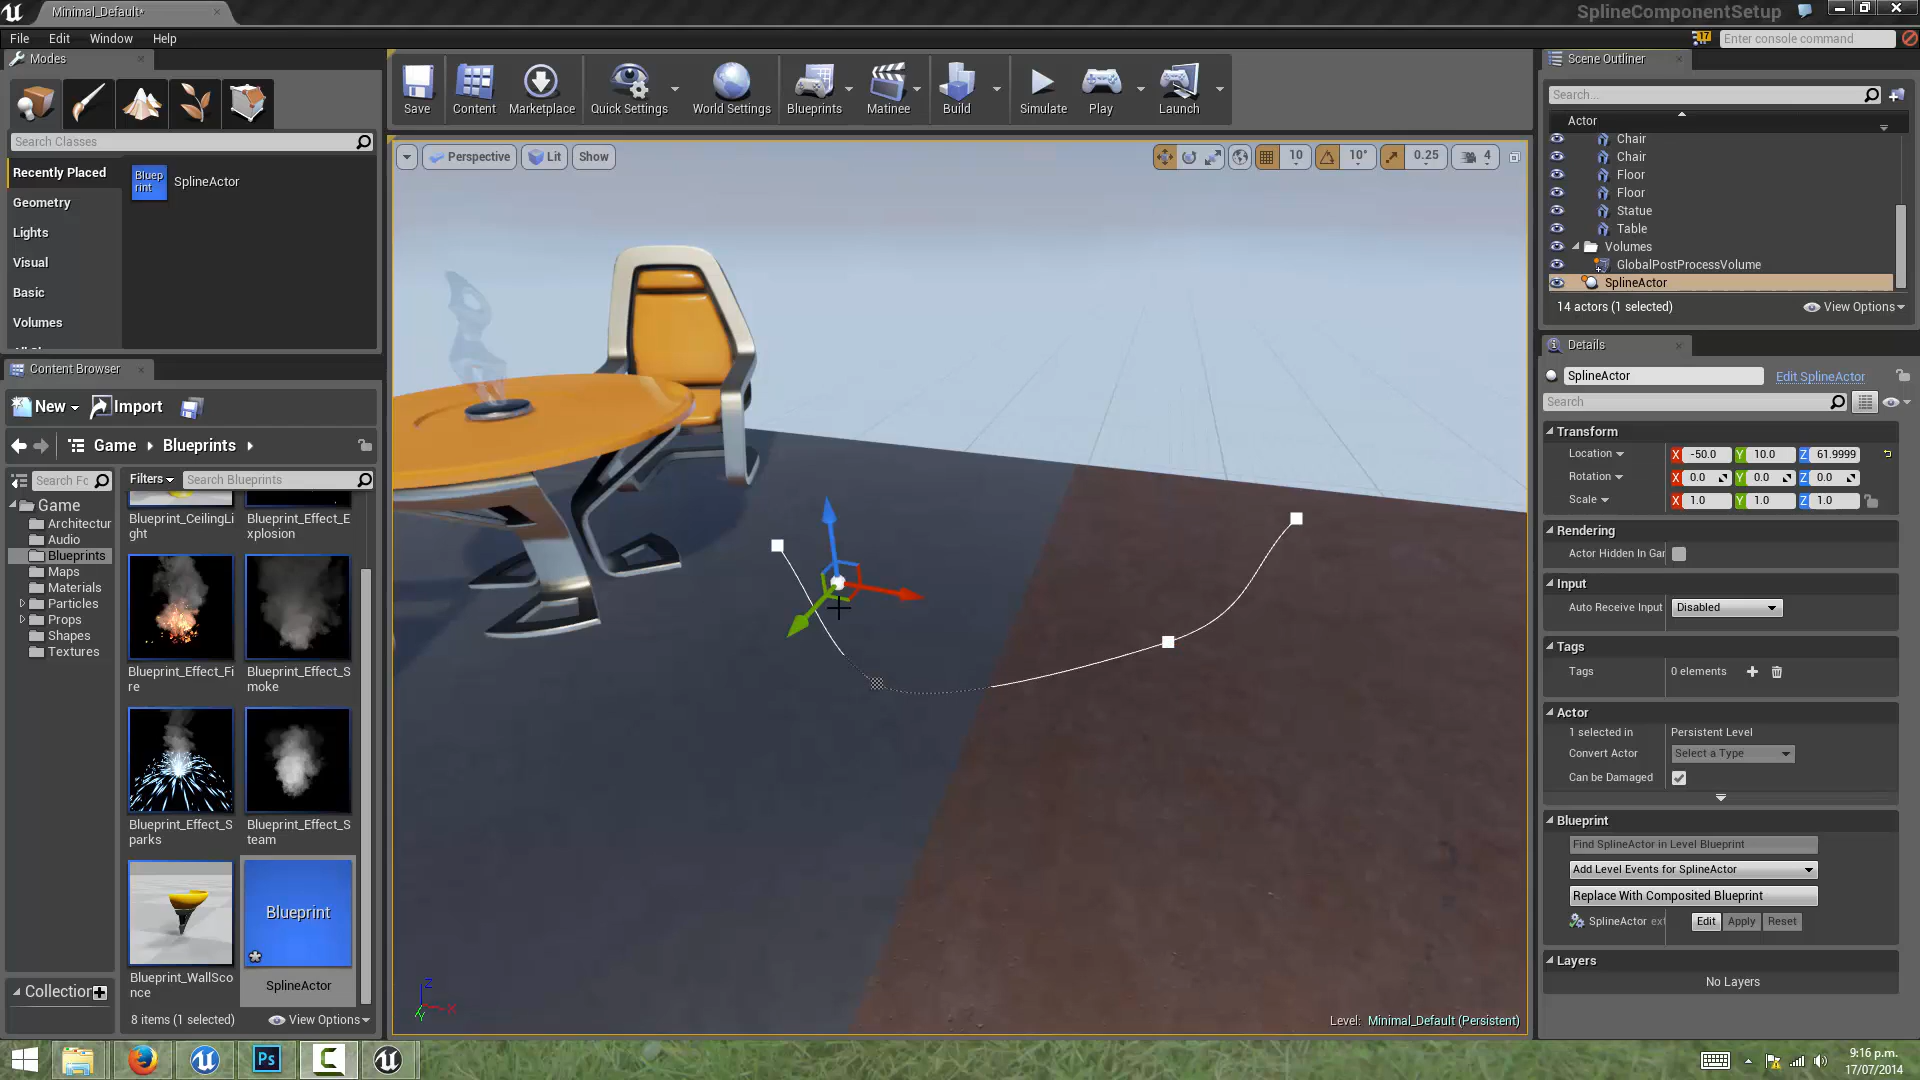 Minimal_Default*
SplineComponentSetup
File Edit Window Help
17
Enter console command
Modes
Search Classes
Recently Placed
Geometry
Lights
Visual
Basic
Volumes
Blueprint
SplineActor
Save
Content
Marketplace
Quick Settings
World Settings
Blueprints
Matinee
Build
Simulate
Play
Launch
Perspective
Lit
Show
10
10°
0.25
4
Scene Outliner
Search...
Actor
Chair
Chair
Floor
Floor
Statue
Table
Volumes
GlobalPostProcessVolume
SplineActor
14 actors (1 selected)
View Options
Content Browser
New
Import
Game
Blueprints
Search Fc
Filters
Search Blueprints
Game
Architectur
Audio
Blueprints
Maps
Materials
Particles
Props
Shapes
Textures
Collection
Blueprint_CeilingLi
ght
Blueprint_Effect_E
xplosion
Blueprint_Effect_Fi
re
Blueprint_Effect_S
moke
Blueprint_Effect_S
parks
Blueprint_Effect_S
team
Blueprint_WallSco
nce
Blueprint
SplineActor
8 items (1 selected)
View Options
Z
X
Y
Level: Minimal_Default (Persistent)
Details
SplineActor
Edit SplineActor
Search
Transform
Location X -50.0 Y 10.0 Z 61.9999
Rotation X 0.0 Y 0.0 Z 0.0
Scale X 1.0 Y 1.0 Z 1.0
Rendering
Actor Hidden In Gar
Input
Auto Receive Input Disabled
Tags
Tags 0 elements
Actor
1 selected in Persistent Level
Convert Actor Select a Type
Can be Damaged
Blueprint
Find SplineActor in Level Blueprint
Add Level Events for SplineActor
Replace With Composited Blueprint
SplineActor ext Edit Apply Reset
Layers
No Layers
Ps
9:16 p.m.
17/07/2014